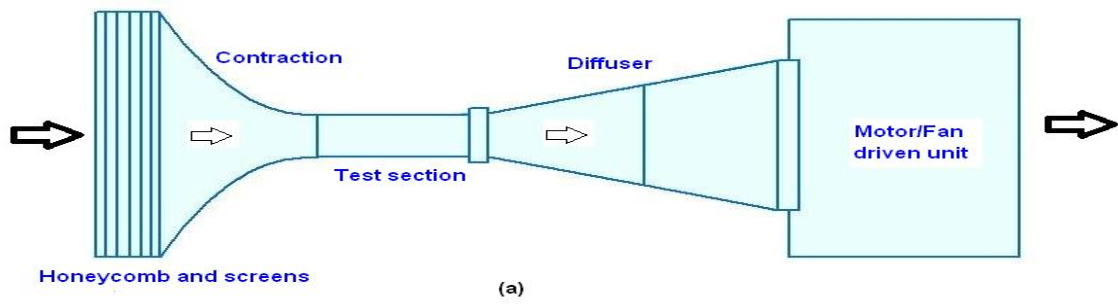 Contraction
Diffuser
Motor/Fan
driven unit
Test section
Honeycomb and screens
(a)